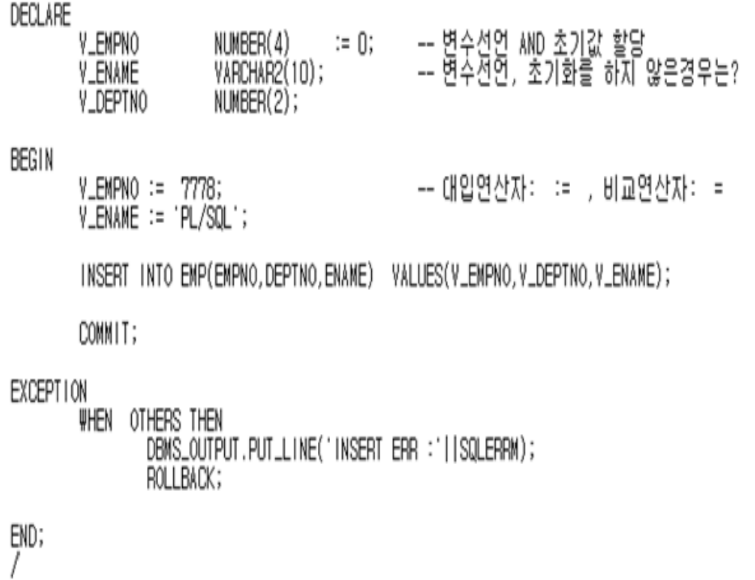 DECLARE
V_EMPNO NUMBER(4) := 0; -- 변수선언 AND 초기값 할당
V_ENAME VARCHAR2(10); -- 변수선언, 초기화를 하지 않은경우는?
V_DEPTNO NUMBER(2);
BEGIN
V_EMPNO := 7778; -- 대입연산자: := , 비교연산자: =
V_ENAME := 'PL/SQL';
INSERT INTO EMP(EMPNO,DEPTNO,ENAME) VALUES(V_EMPNO,V_DEPTNO,V_ENAME);
COMMIT;
EXCEPTION
WHEN OTHERS THEN
DBMS_OUTPUT.PUT_LINE('INSERT ERR :'||SQLERRM);
ROLLBACK;
END;
/